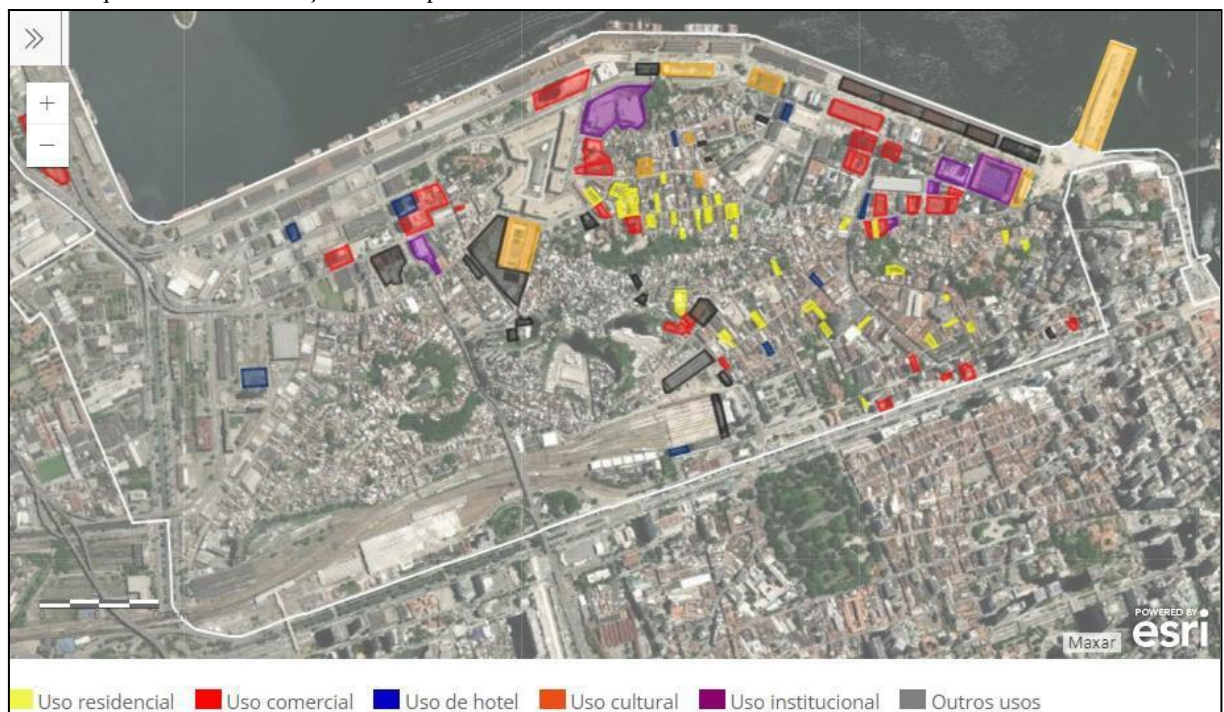 +
−
POWERED BY
esri
Maxar
Uso residencial Uso comercial Uso de hotel Uso cultural Uso institucional Outros usos